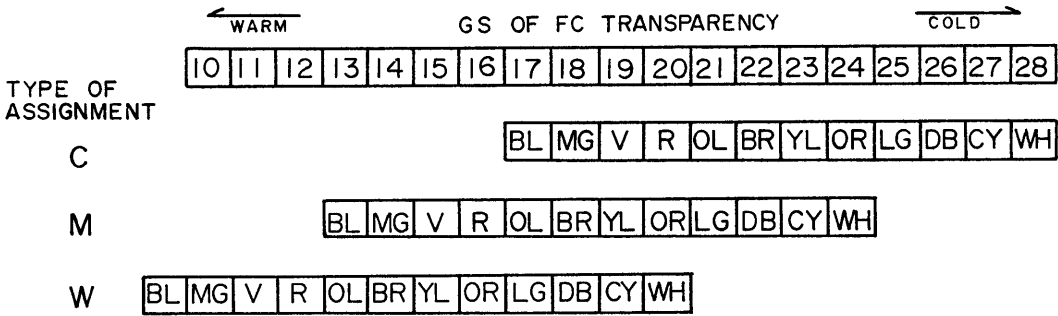 WARM GS OF FC TRANSPARENCY COLD
10 11 12 13 14 15 16 17 18 19 20 21 22 23 24 25 26 27 28
TYPE OF
ASSIGNMENT
C BL MG V R OL BR YL OR LG DB CY WH
M BL MG V R OL BR YL OR LG DB CY WH
W BL MG V R OL BR YL OR LG DB CY WH